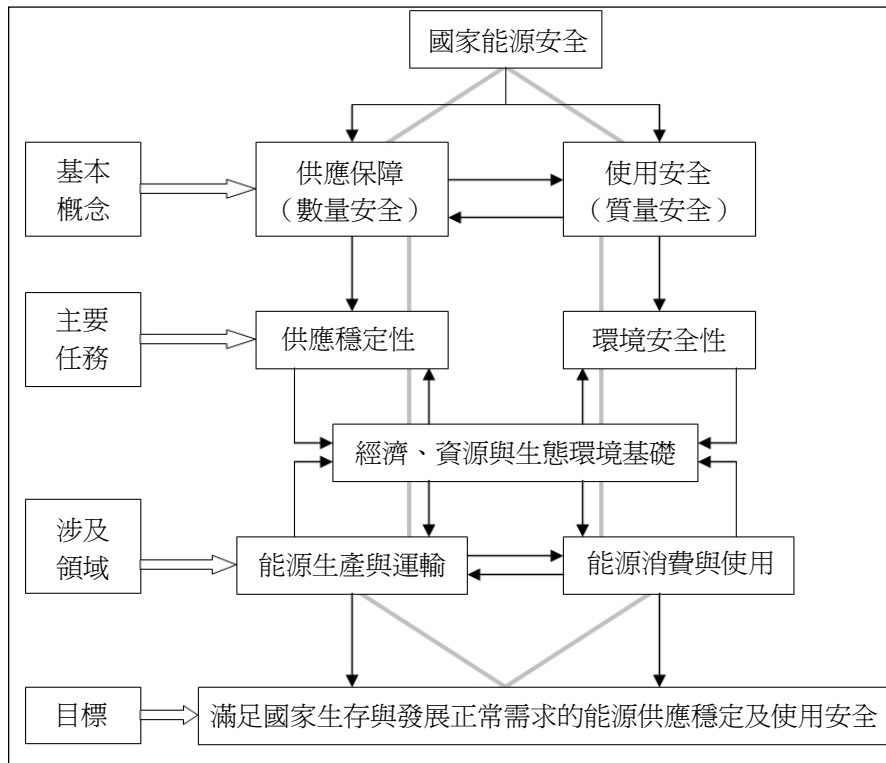 國家能源安全
基本
概念
供應保障
（數量安全）
使用安全
（質量安全）
主要
任務
供應穩定性
環境安全性
經濟、資源與生態環境基礎
涉及
領域
能源生產與運輸
能源消費與使用
目標
滿足國家生存與發展正常需求的能源供應穩定及使用安全